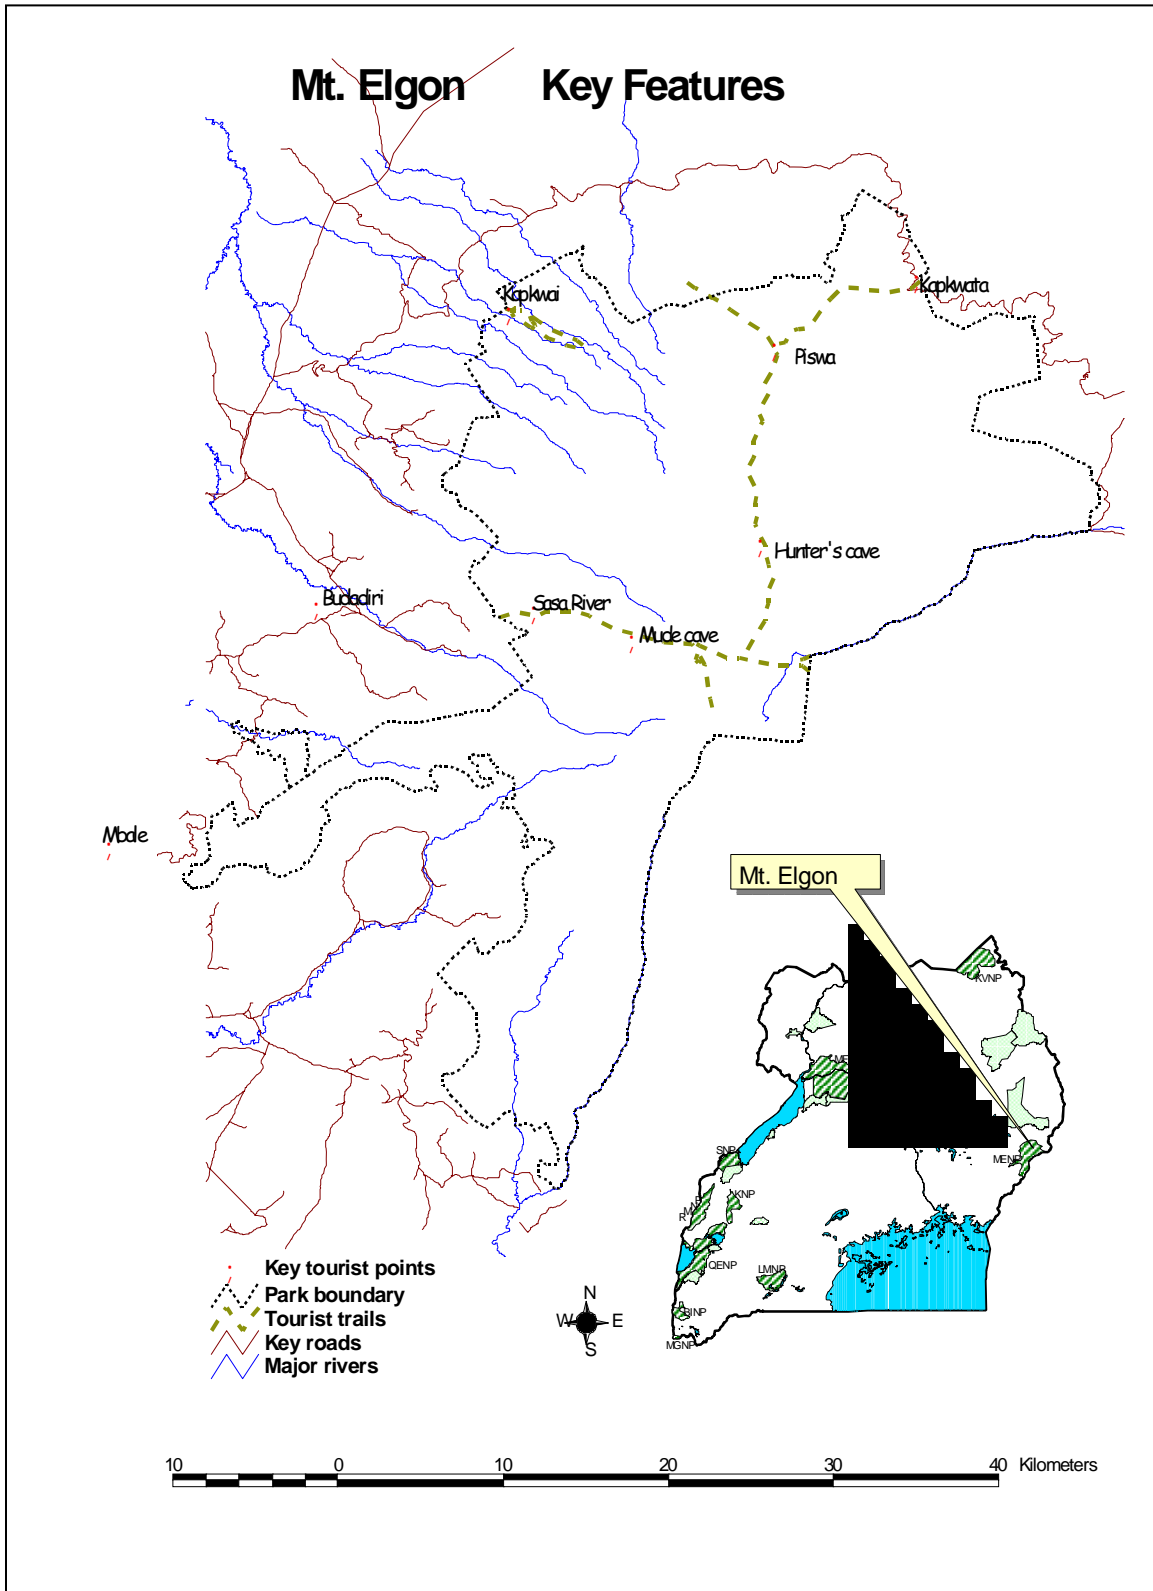 Mt. Elgon Key Features
Kapkwai
Kapkwata
Piswa
Hunter's cave
Budadiri
Sasa River
Mude cave
Mbale
Mt. Elgon
KVNP
SNP
MENP
KNP
QENP
LMNP
BINP
MGNP
Key tourist points
Park boundary
Tourist trails
Key roads
Major rivers
N
W E
S
10 0 10 20 30 40 Kilometers